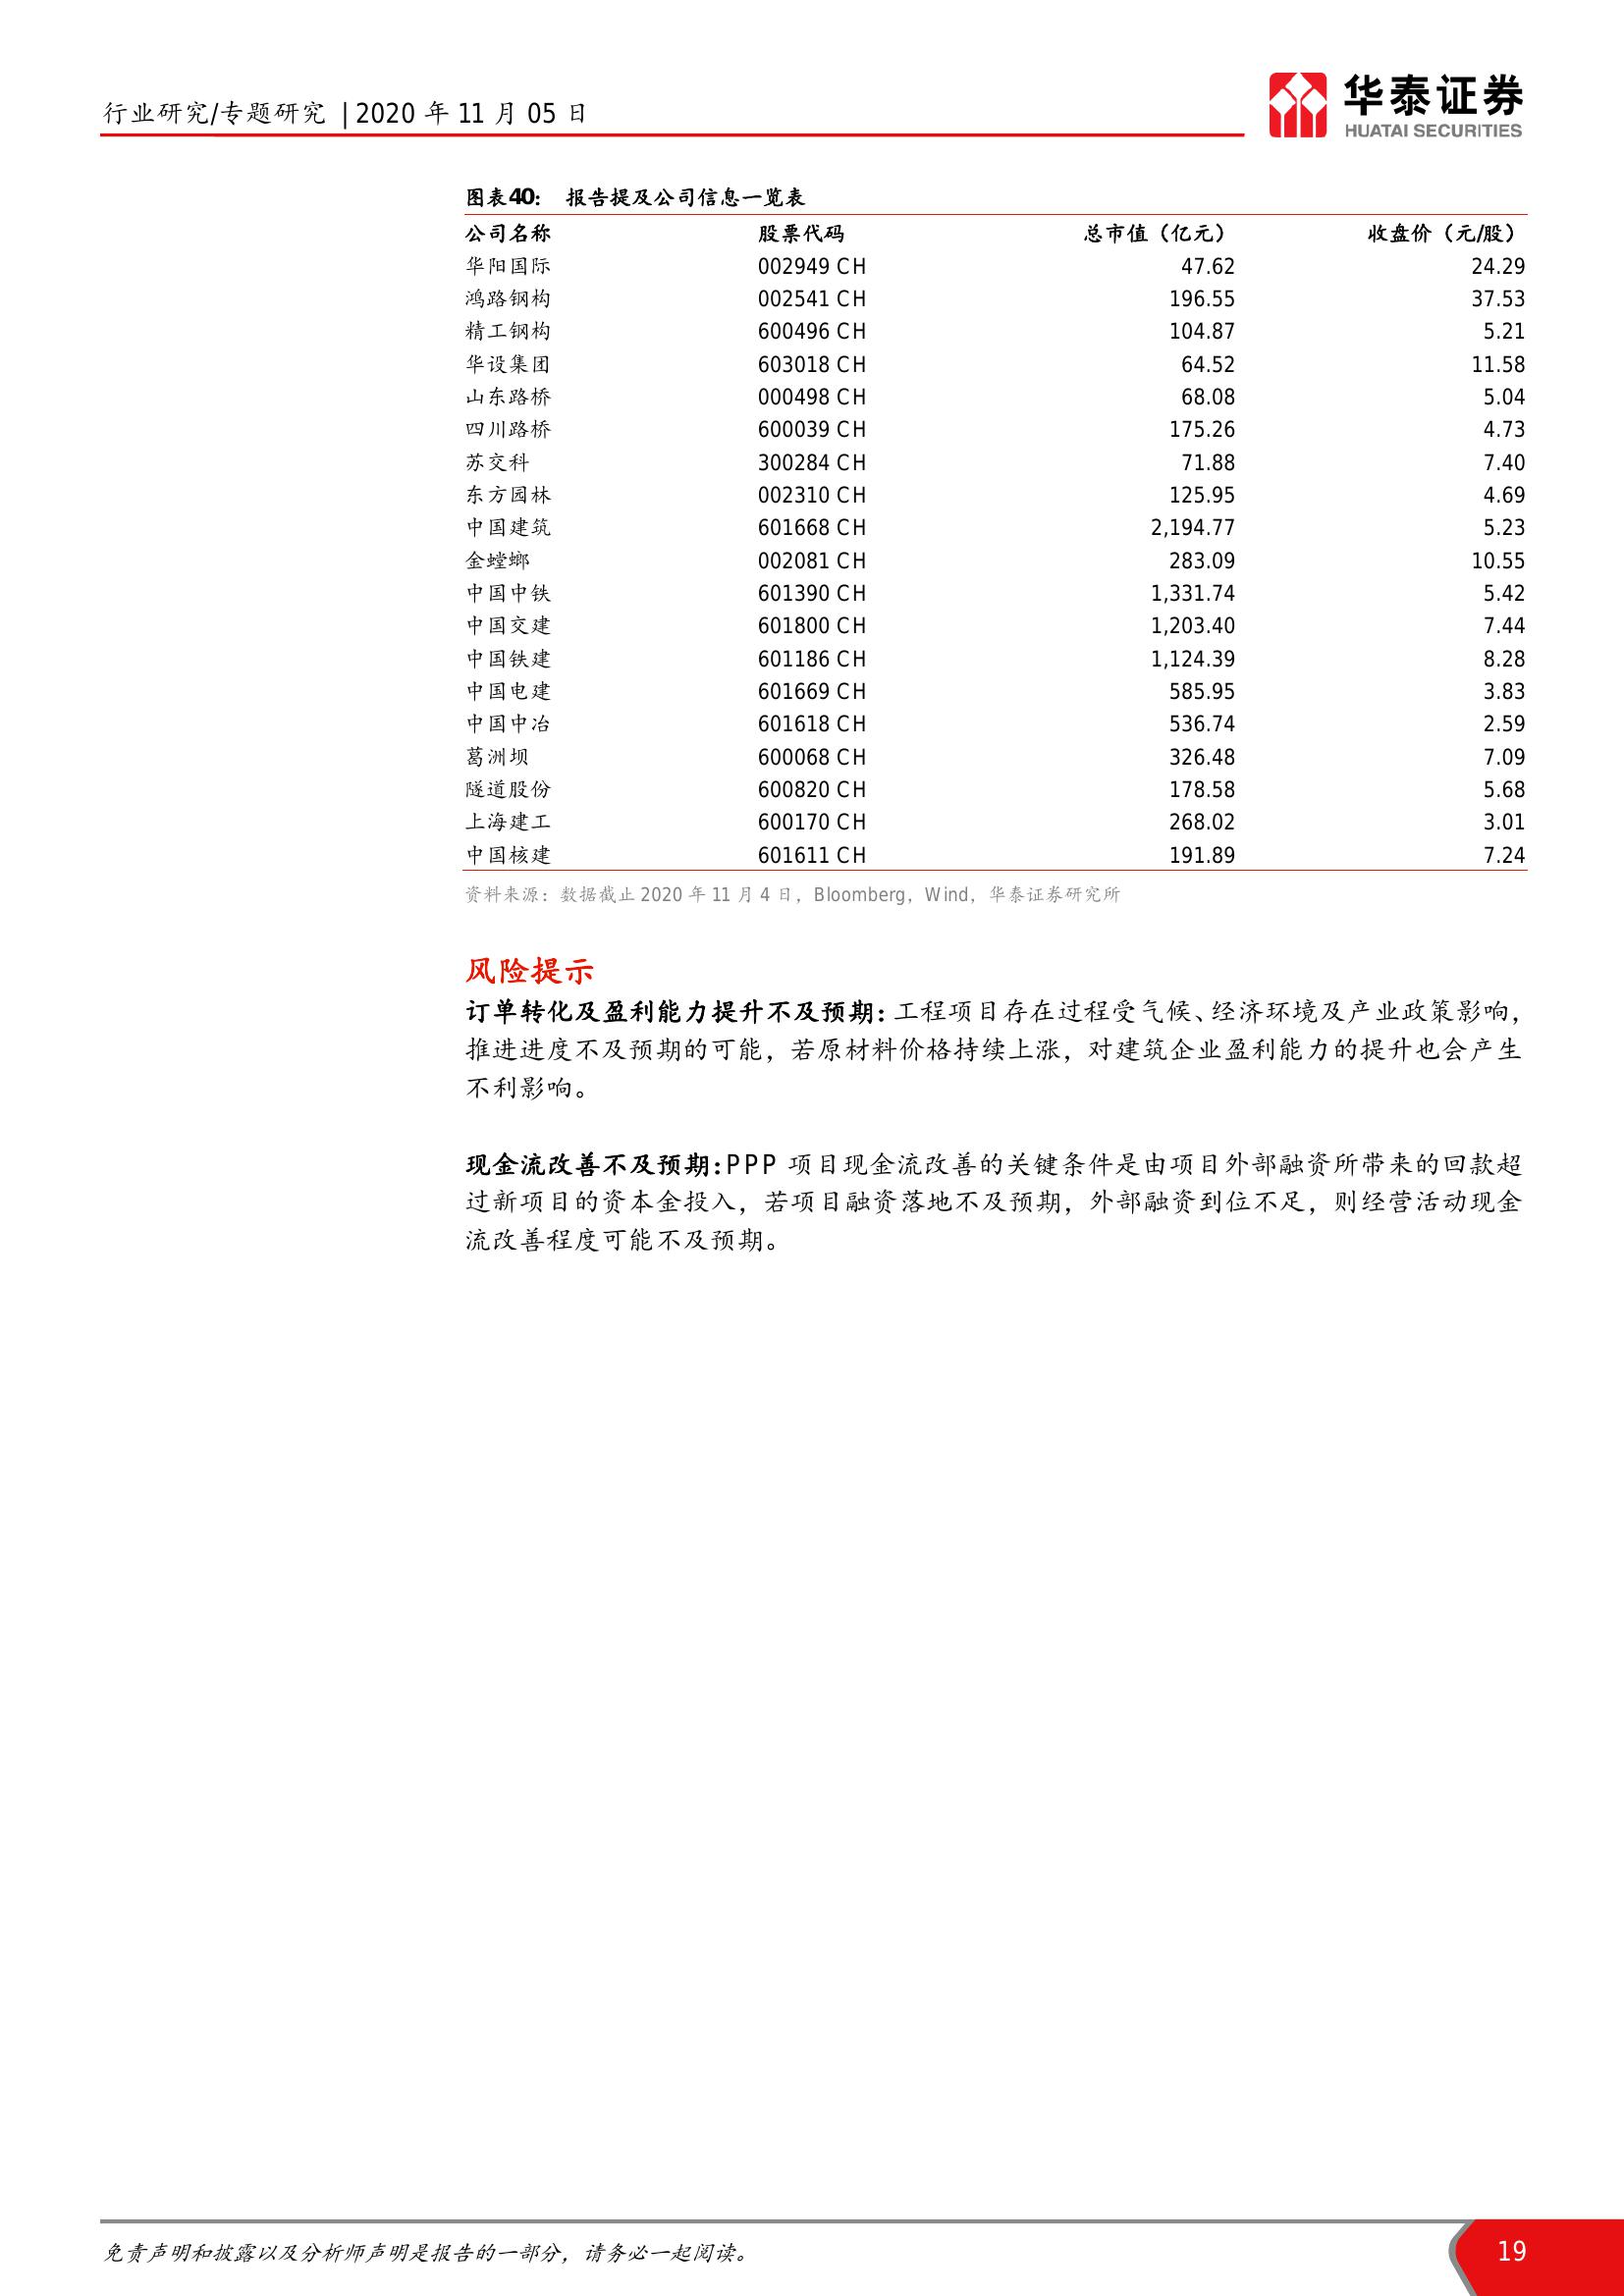 行业研究/专题研究 | 2020 年 11 月 05 日
华泰证券
HUATAI SECURITIES
图表40： 报告提及公司信息一览表
公司名称 股票代码 总市值（亿元） 收盘价（元/股）
华阳国际 002949 CH 47.62 24.29
鸿路钢构 002541 CH 196.55 37.53
精工钢构 600496 CH 104.87 5.21
华设集团 603018 CH 64.52 11.58
山东路桥 000498 CH 68.08 5.04
四川路桥 600039 CH 175.26 4.73
苏交科 300284 CH 71.88 7.40
东方园林 002310 CH 125.95 4.69
中国建筑 601668 CH 2,194.77 5.23
金螳螂 002081 CH 283.09 10.55
中国中铁 601390 CH 1,331.74 5.42
中国交建 601800 CH 1,203.40 7.44
中国铁建 601186 CH 1,124.39 8.28
中国电建 601669 CH 585.95 3.83
中国中冶 601618 CH 536.74 2.59
葛洲坝 600068 CH 326.48 7.09
隧道股份 600820 CH 178.58 5.68
上海建工 600170 CH 268.02 3.01
中国核建 601611 CH 191.89 7.24
资料来源：数据截止 2020 年 11 月 4 日，Bloomberg，Wind，华泰证券研究所
风险提示
订单转化及盈利能力提升不及预期：工程项目存在过程受气候、经济环境及产业政策影响，
推进进度不及预期的可能，若原材料价格持续上涨，对建筑企业盈利能力的提升也会产生
不利影响。
现金流改善不及预期：PPP 项目现金流改善的关键条件是由项目外部融资所带来的回款超
过新项目的资本金投入，若项目融资落地不及预期，外部融资到位不足，则经营活动现金
流改善程度可能不及预期。
免责声明和披露以及分析师声明是报告的一部分，请务必一起阅读。
19